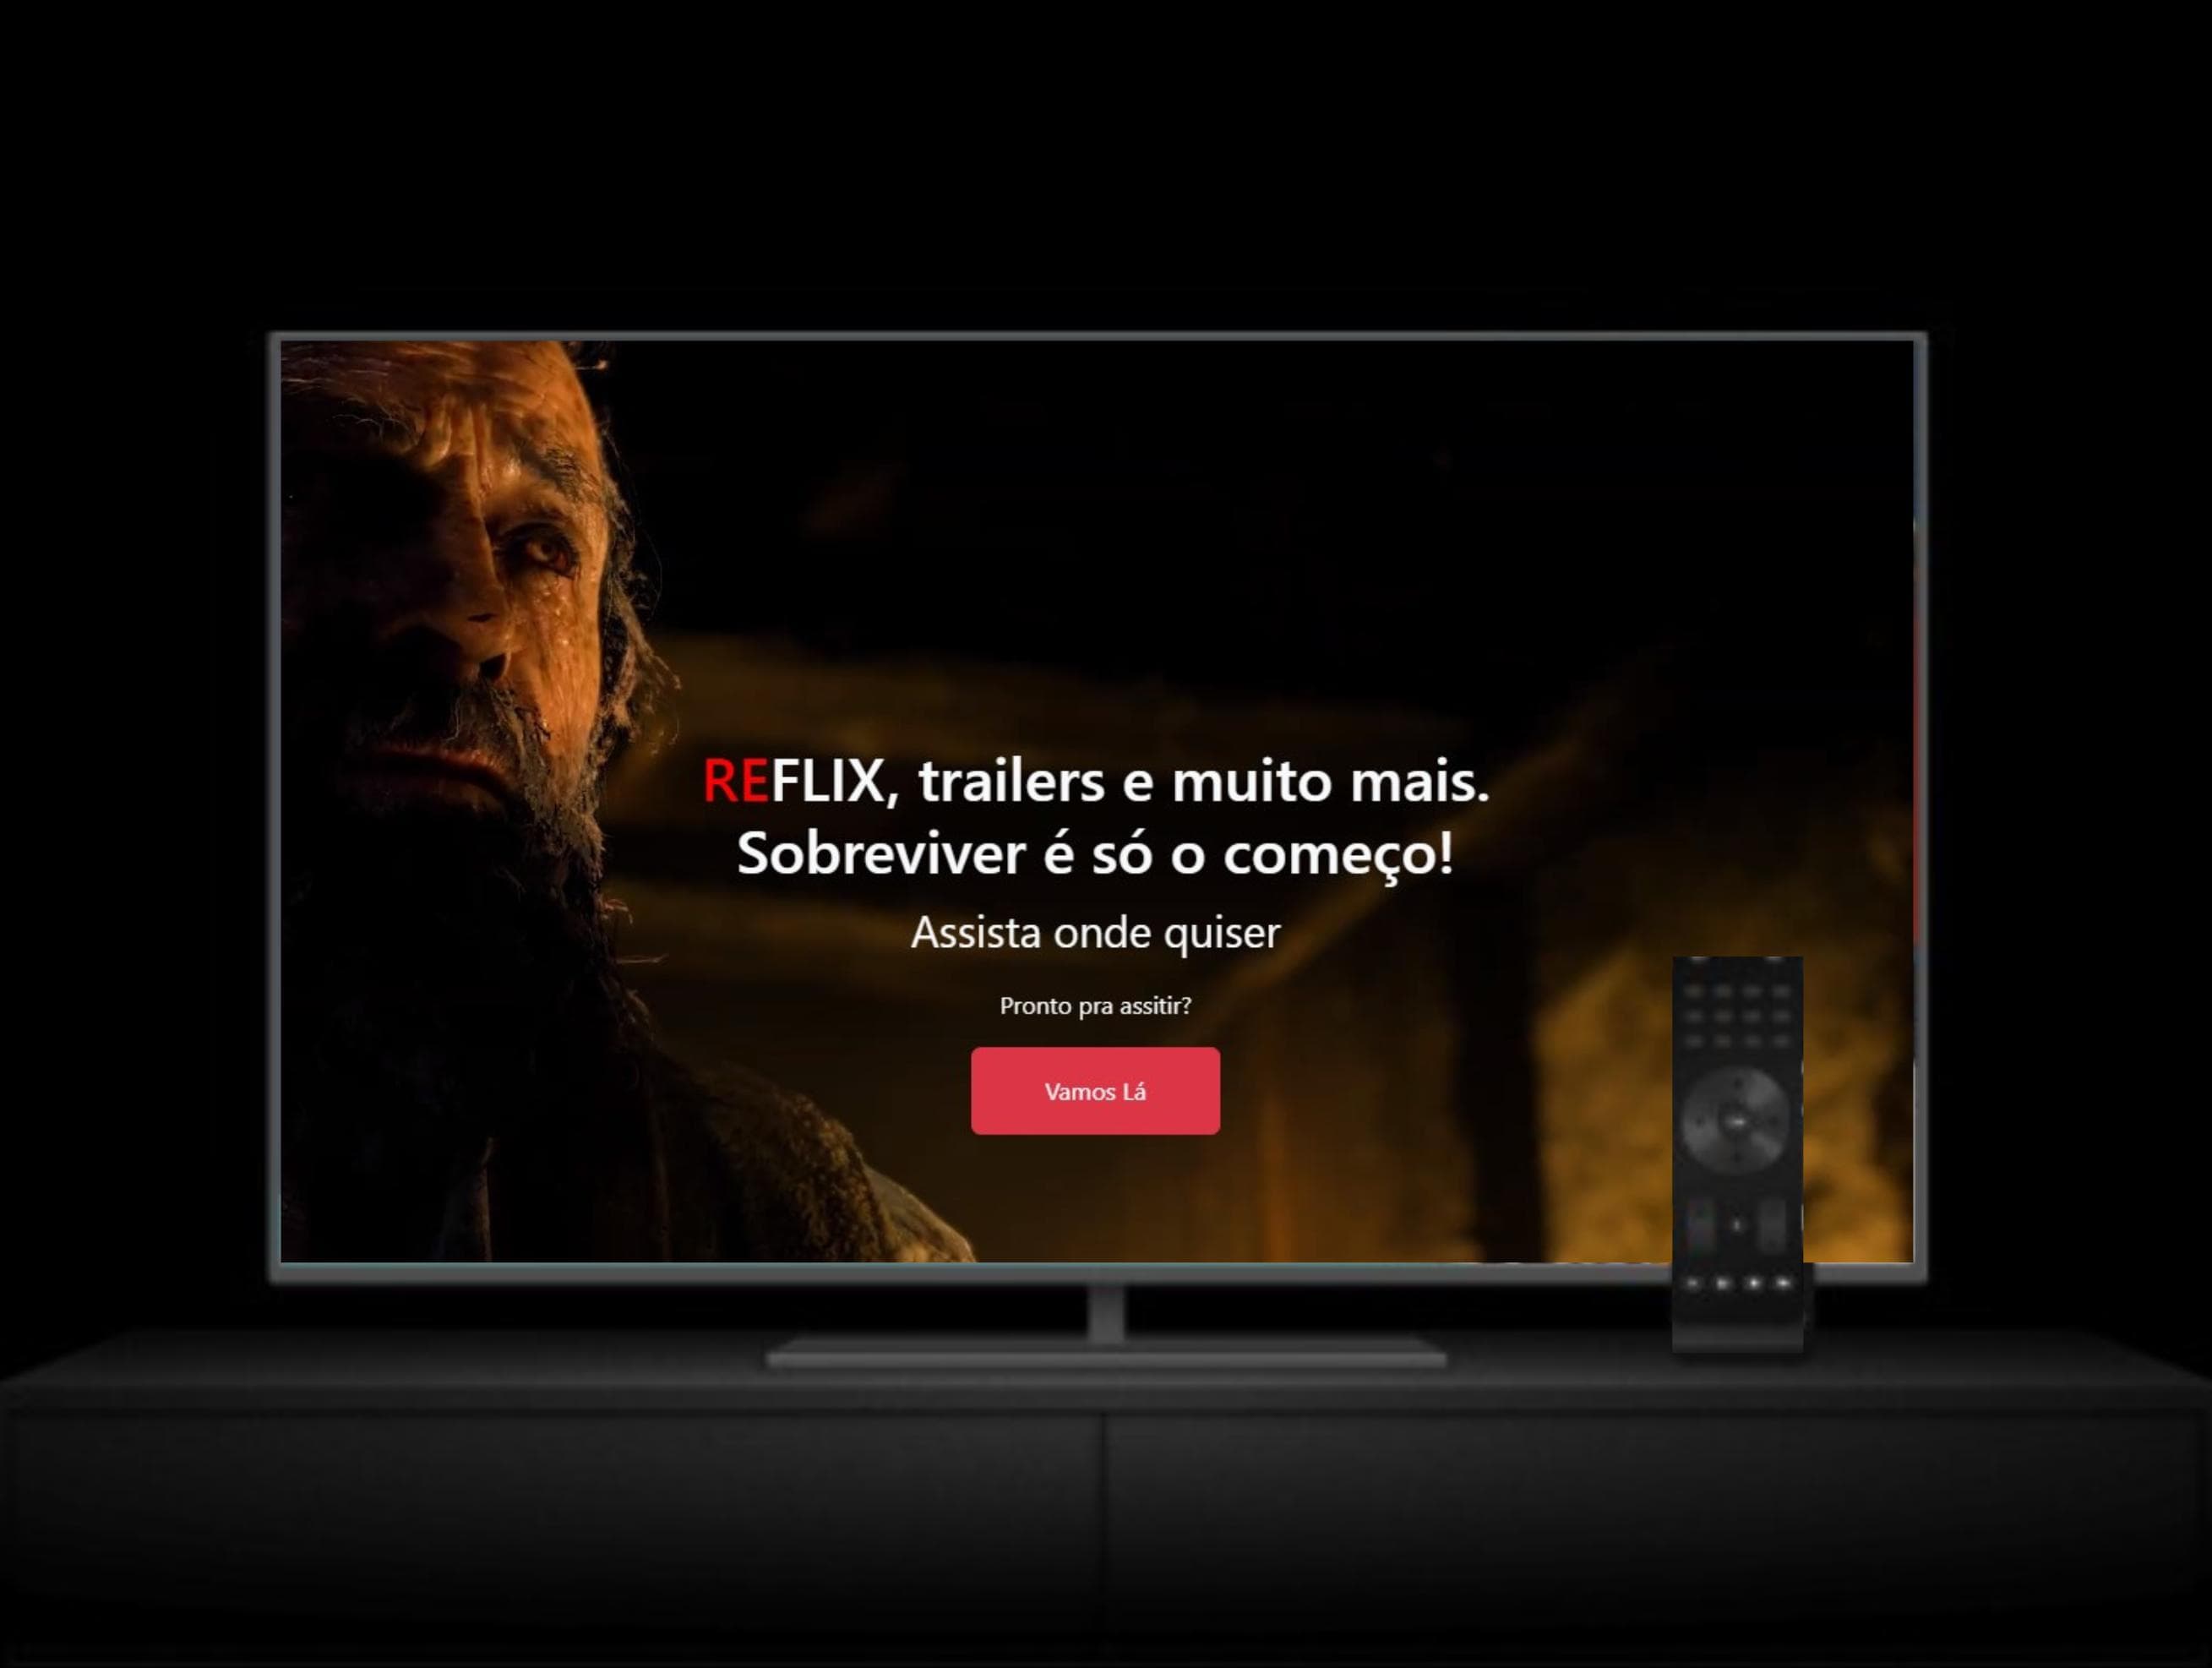 REFLIX, trailers e muito mais.
Sobreviver é só o começo!
Assista onde quiser
Pronto pra assitir?
Vamos Lá